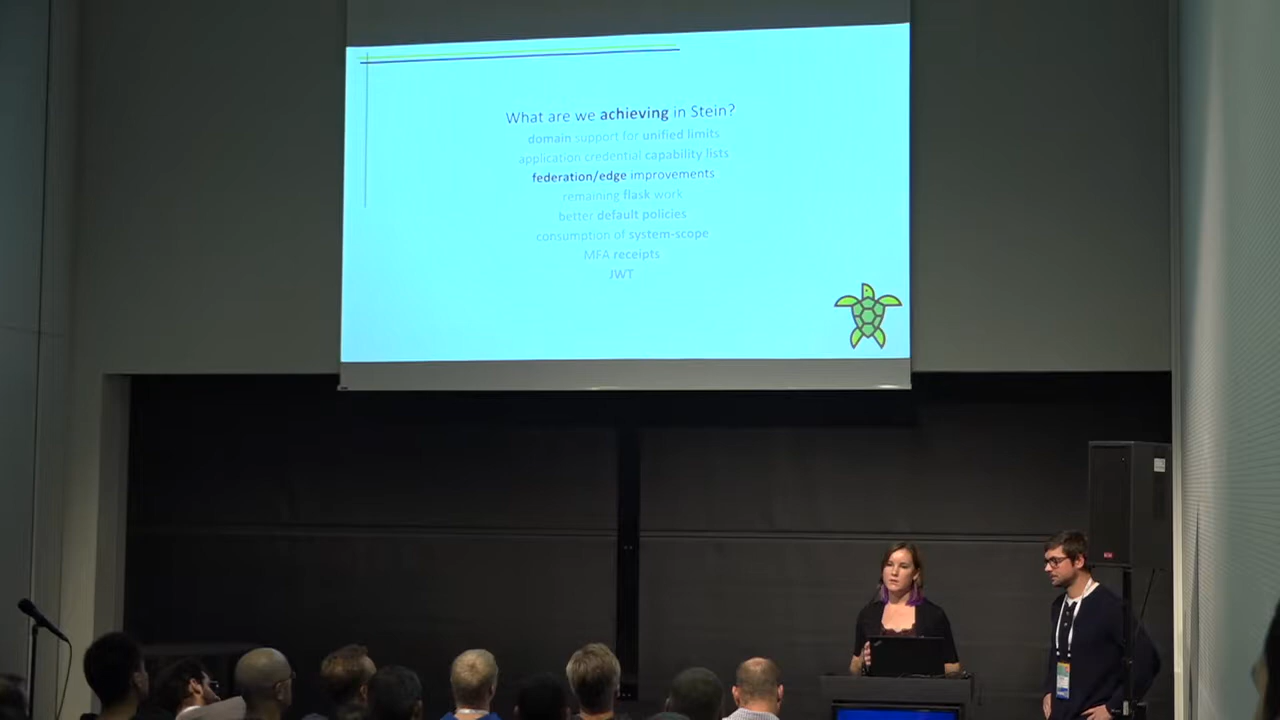 What are we achieving in Stein?
domain support for unified limits
application credential capability lists
federation/edge improvements
remaining flask work
better default policies
consumption of system-scope
MFA receipts
JWT